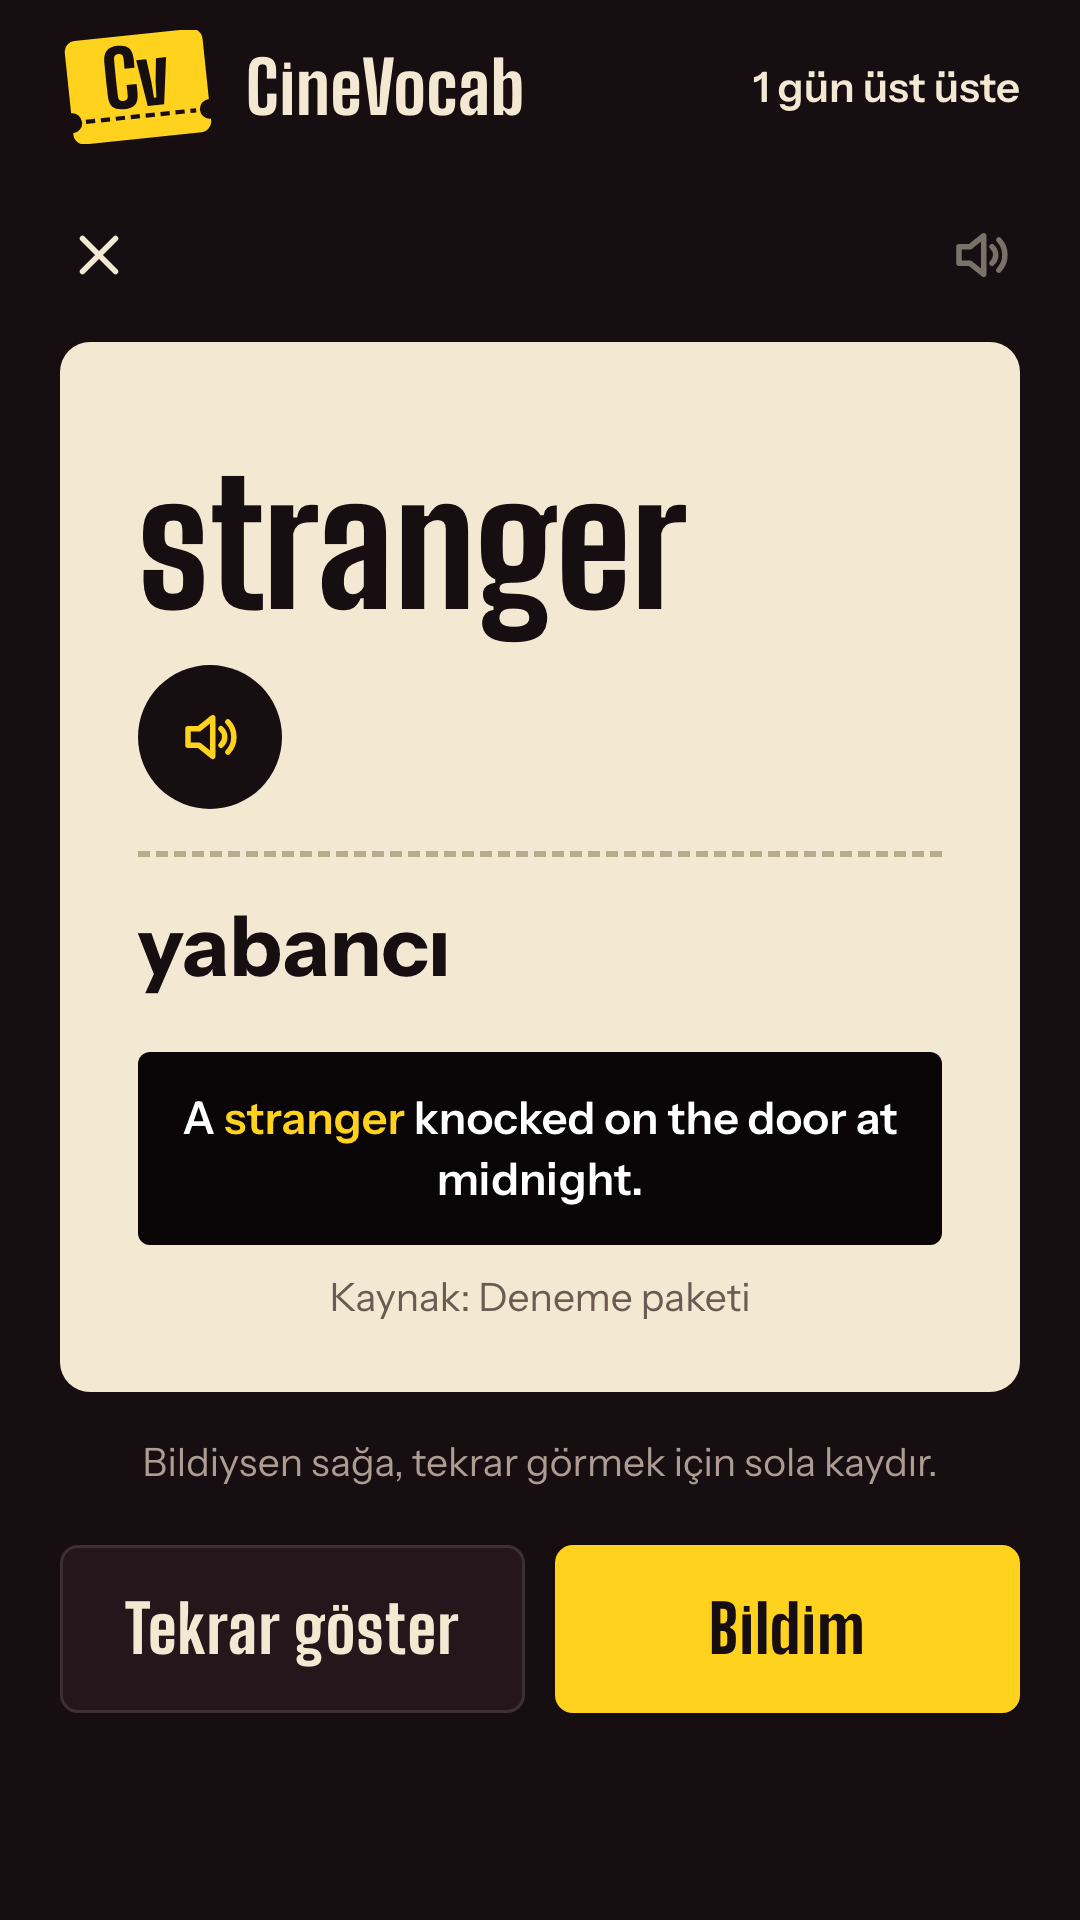 Cv CineVocab
1 gün üst üste
stranger
yabancı
A stranger knocked on the door at
midnight.
Kaynak: Deneme paketi
Bildiysen sağa, tekrar görmek için sola kaydır.
Tekrar göster
Bildim